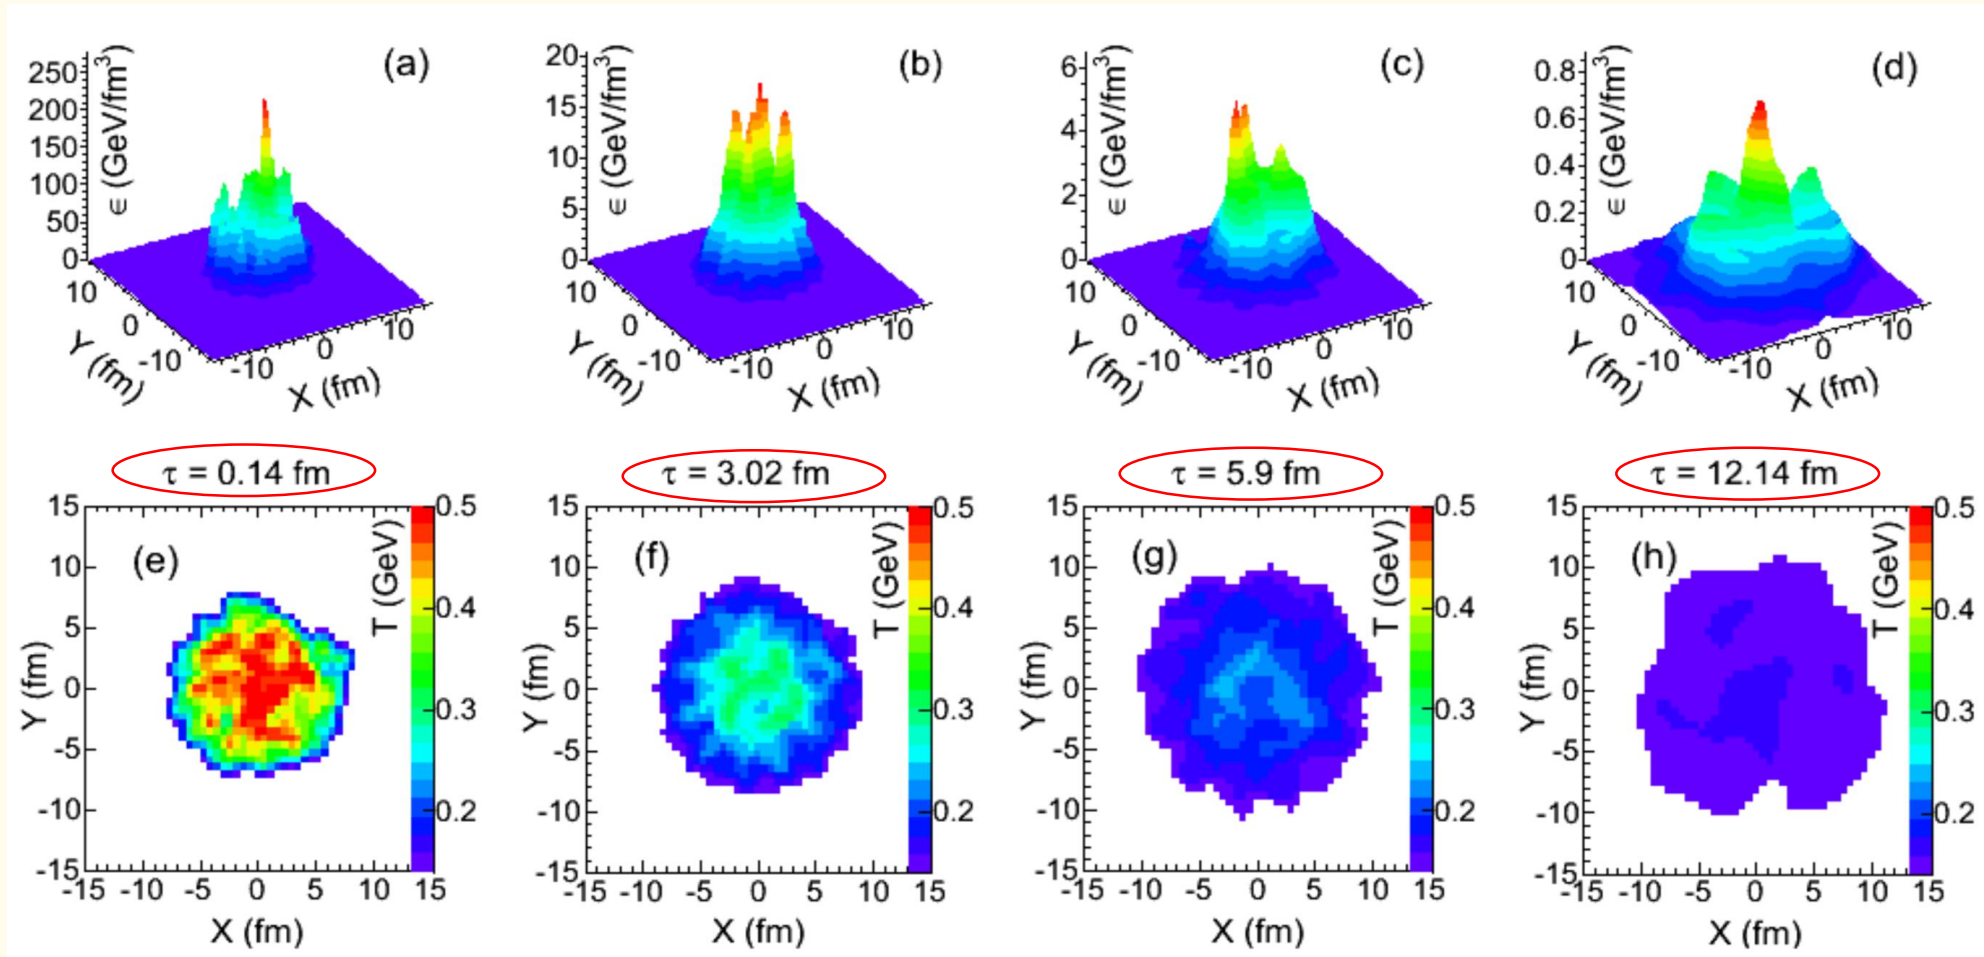 (a)
ϵ (GeV/fm³)
250
200
150
100
50
0
10
0
-10
Y (fm)
-10
0
10
X (fm)
(b)
ϵ (GeV/fm³)
20
15
10
5
0
10
0
-10
Y (fm)
-10
0
10
X (fm)
(c)
ϵ (GeV/fm³)
6
4
2
0
10
0
-10
Y (fm)
-10
0
10
X (fm)
(d)
ϵ (GeV/fm³)
0.8
0.6
0.4
0.2
0
10
0
-10
Y (fm)
-10
0
10
X (fm)
τ = 0.14 fm
(e)
T (GeV)
0.5
0.4
0.3
0.2
15
10
5
0
-5
-10
-15
Y (fm)
-15 -10 -5 0 5 10 15
X (fm)
τ = 3.02 fm
(f)
T (GeV)
0.5
0.4
0.3
0.2
15
10
5
0
-5
-10
-15
Y (fm)
-15 -10 -5 0 5 10 15
X (fm)
τ = 5.9 fm
(g)
T (GeV)
0.5
0.4
0.3
0.2
15
10
5
0
-5
-10
-15
Y (fm)
-15 -10 -5 0 5 10 15
X (fm)
τ = 12.14 fm
(h)
T (GeV)
0.5
0.4
0.3
0.2
15
10
5
0
-5
-10
-15
Y (fm)
-15 -10 -5 0 5 10 15
X (fm)